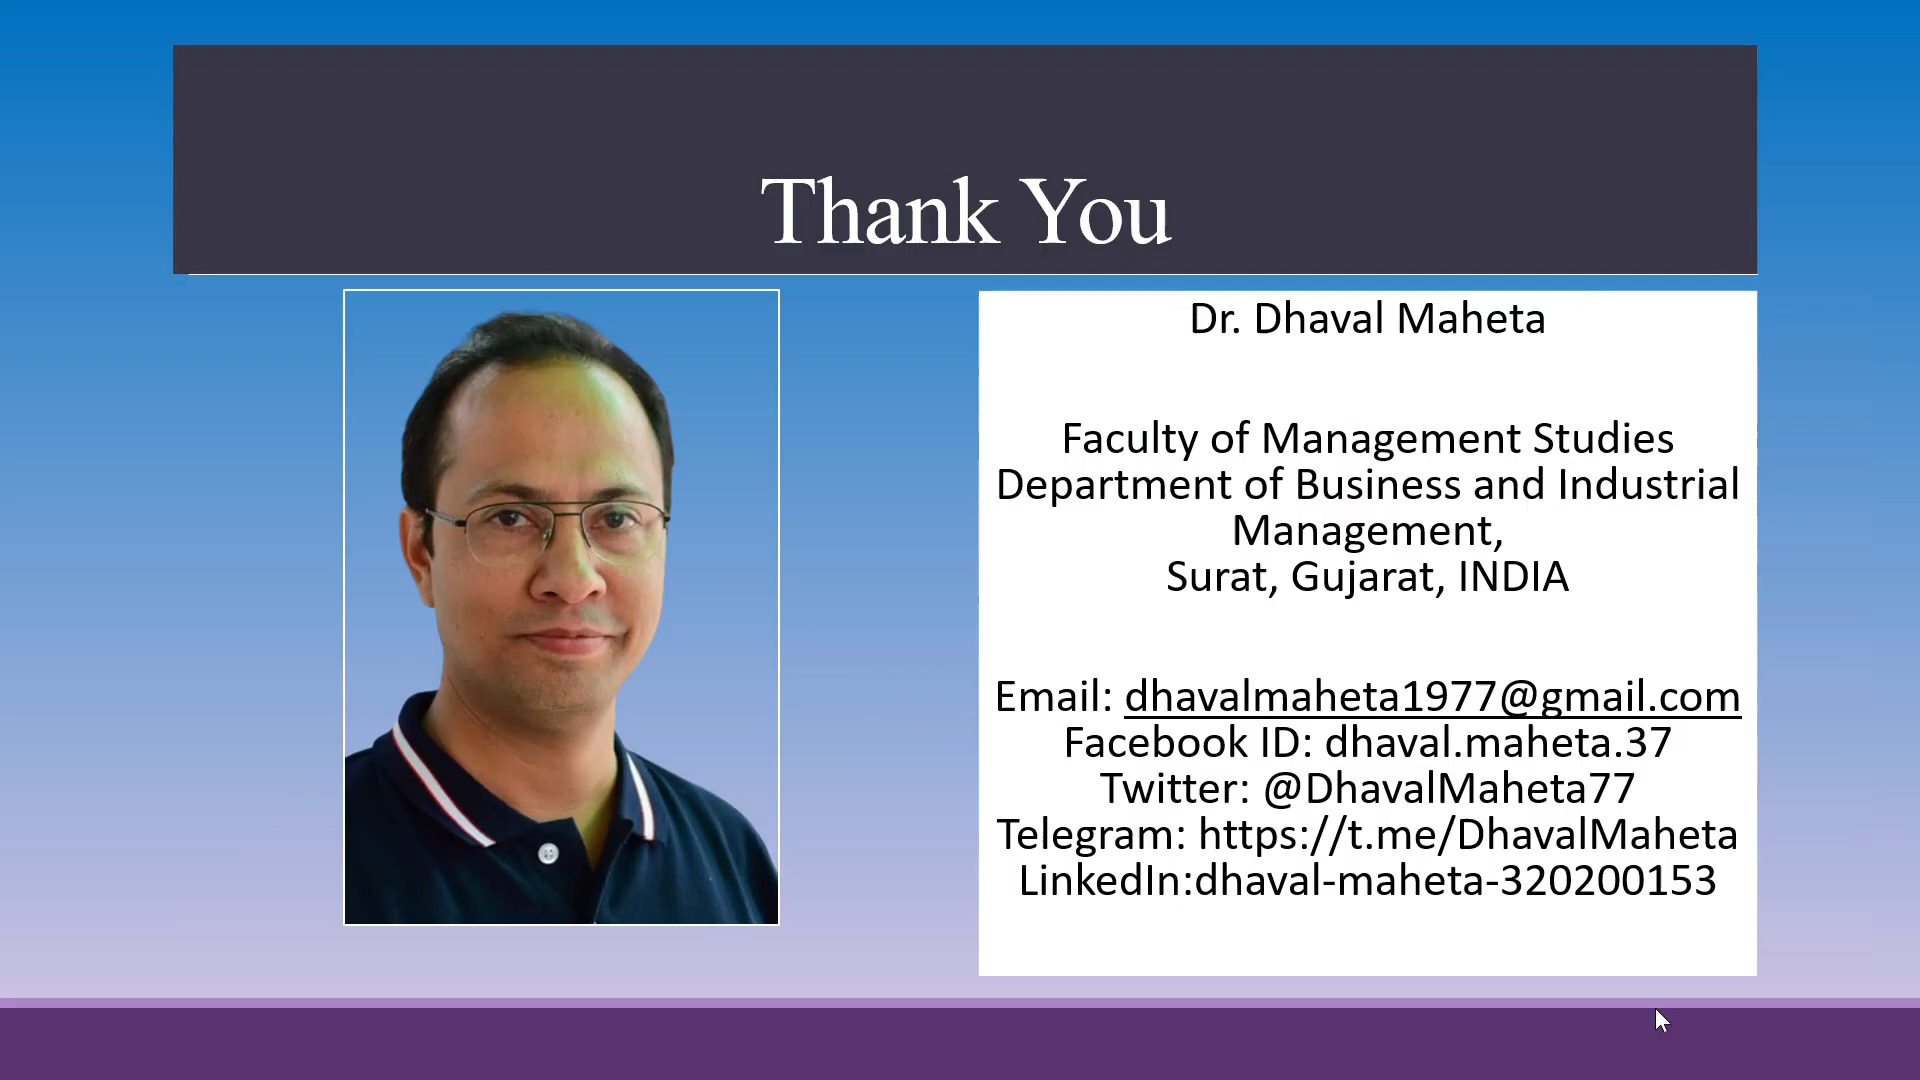 Thank You
Dr. Dhaval Maheta
Faculty of Management Studies
Department of Business and Industrial
Management,
Surat, Gujarat, INDIA
Email: dhavalmaheta1977@gmail.com
Facebook ID: dhaval.maheta.37
Twitter: @DhavalMaheta77
Telegram: https://t.me/DhavalMaheta
LinkedIn:dhaval-maheta-320200153